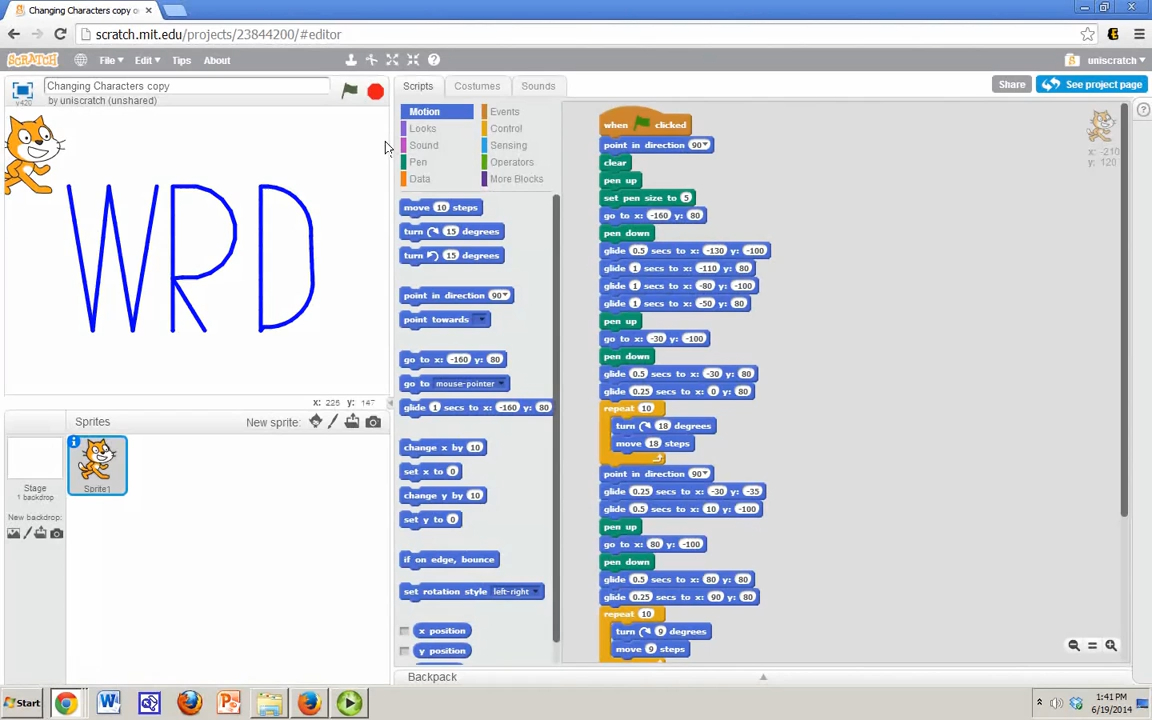 Changing Characters copy o
scratch.mit.edu/projects/23844200/#editor
SCRATCH File Edit Tips About uniscratch
v420 Changing Characters copy
by uniscratch (unshared)
Scripts Costumes Sounds Share See project page
WRD
x: 226 y: 147
Sprites New sprite:
Sprite1
Stage
1 backdrop
New backdrop:
Motion Events
Looks Control
Sound Sensing
Pen Operators
Data More Blocks
move 10 steps
turn 15 degrees
turn 15 degrees
point in direction 90
point towards
go to x: -160 y: 80
go to mouse-pointer
glide 1 secs to x: -160 y: 80
change x by 10
set x to 0
change y by 10
set y to 0
if on edge, bounce
set rotation style left-right
x position
y position
when clicked
point in direction 90
clear
pen up
set pen size to 5
go to x: -160 y: 80
pen down
glide 0.5 secs to x: -130 y: -100
glide 1 secs to x: -110 y: 80
glide 1 secs to x: -80 y: -100
glide 1 secs to x: -50 y: 80
pen up
go to x: -30 y: -100
pen down
glide 0.5 secs to x: -30 y: 80
glide 0.25 secs to x: 0 y: 80
repeat 10
turn 18 degrees
move 18 steps
point in direction 90
glide 0.25 secs to x: -30 y: -35
glide 0.5 secs to x: 10 y: -100
pen up
go to x: 80 y: -100
pen down
glide 0.5 secs to x: 80 y: 80
glide 0.25 secs to x: 90 y: 80
repeat 10
turn 9 degrees
move 9 steps
x: -210
y: 120
Backpack
Start 1:41 PM
6/19/2014